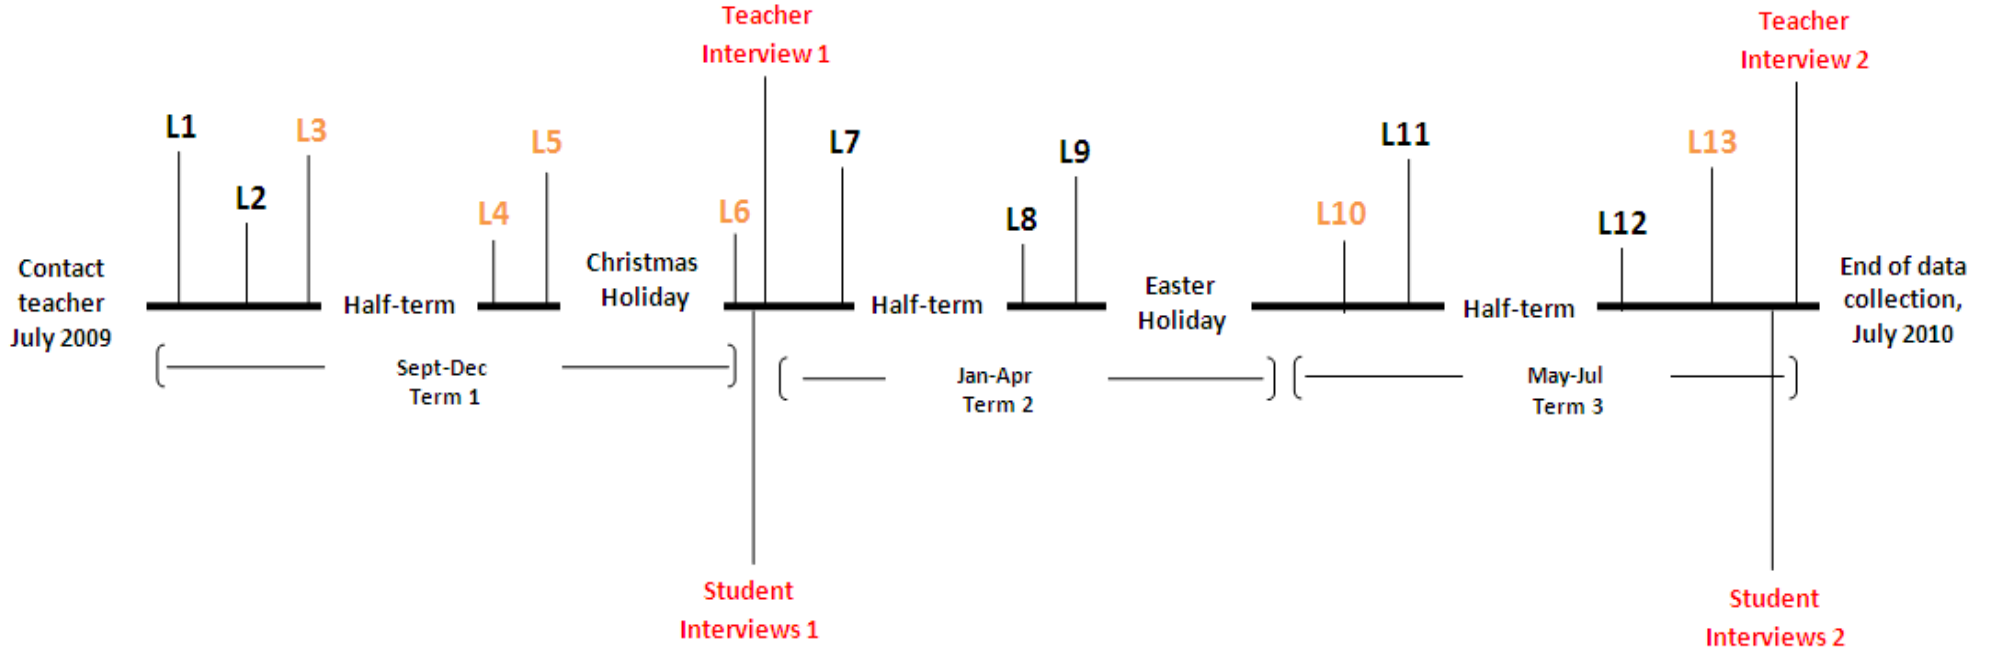 Teacher
Interview 1
Teacher
Interview 2
L1
L2
L3
L4
L5
L6
L7
L8
L9
L10
L11
L12
L13
Contact
teacher
July 2009
Half-term
Christmas
Holiday
Half-term
Easter
Holiday
Half-term
End of data
collection,
July 2010
Sept-Dec
Term 1
Jan-Apr
Term 2
May-Jul
Term 3
Student
Interviews 1
Student
Interviews 2